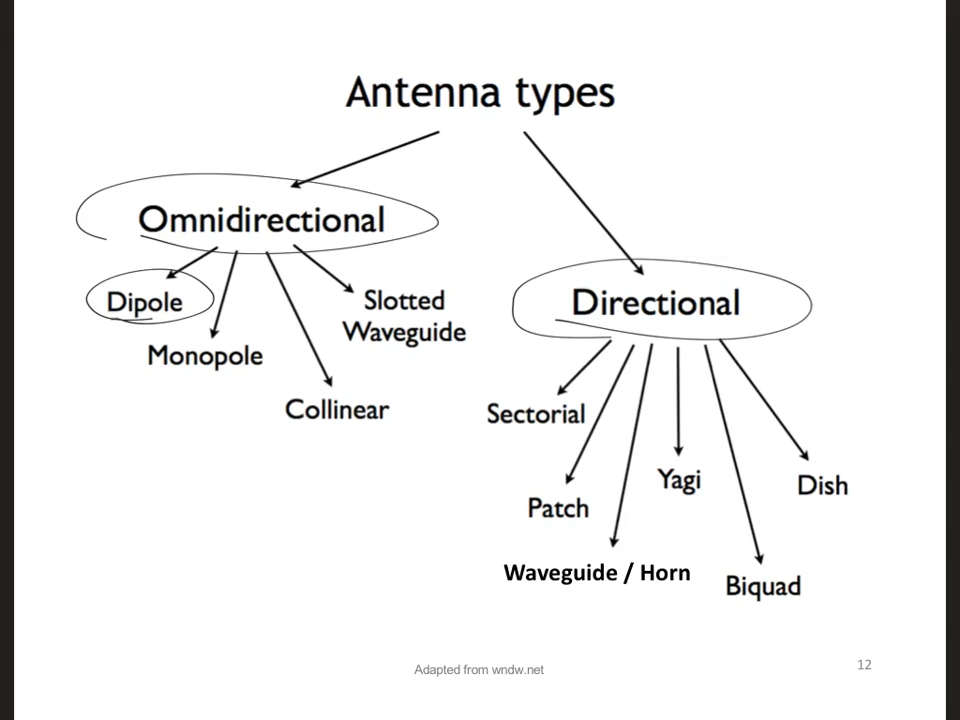 Antenna types
Omnidirectional
Dipole
Monopole
Collinear
Slotted
Waveguide
Directional
Sectorial
Patch
Waveguide / Horn
Yagi
Biquad
Dish
Adapted from wndw.net
12